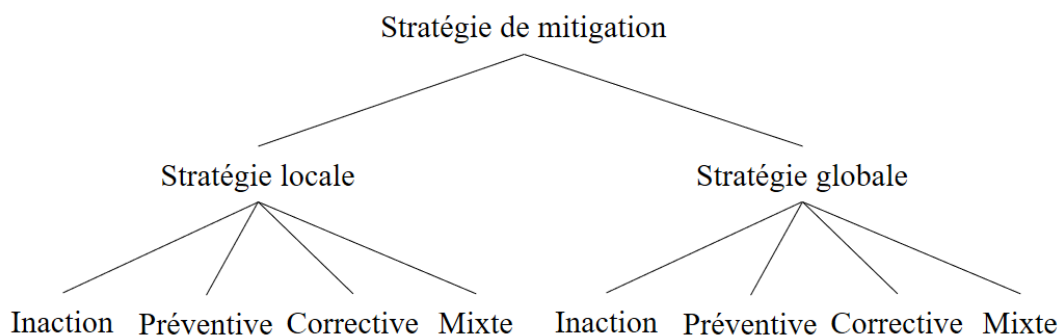 Stratégie de mitigation
Stratégie locale Stratégie globale
Inaction Préventive Corrective Mixte Inaction Préventive Corrective Mixte